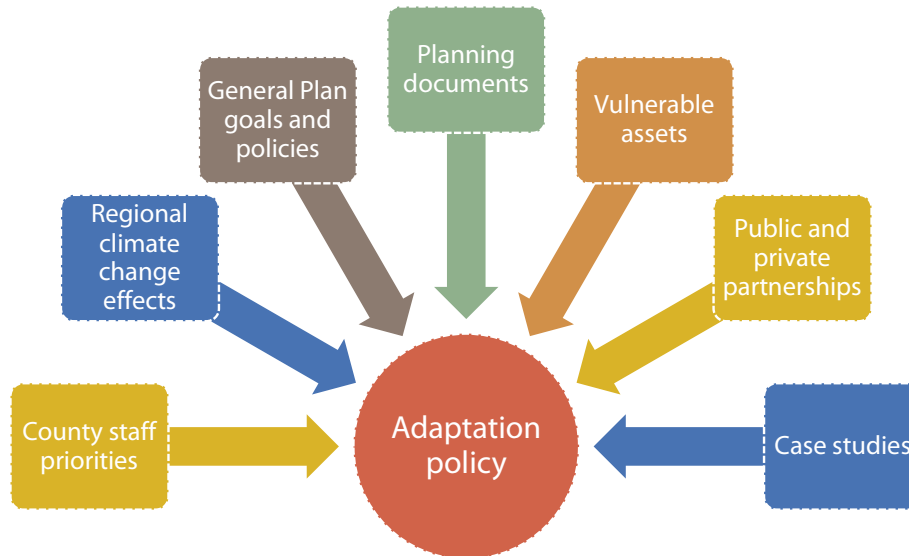 Planning
documents
General Plan
goals and
policies
Vulnerable
assets
Regional
climate
change
effects
Public and
private
partnerships
County staff
priorities
Adaptation
policy
Case studies